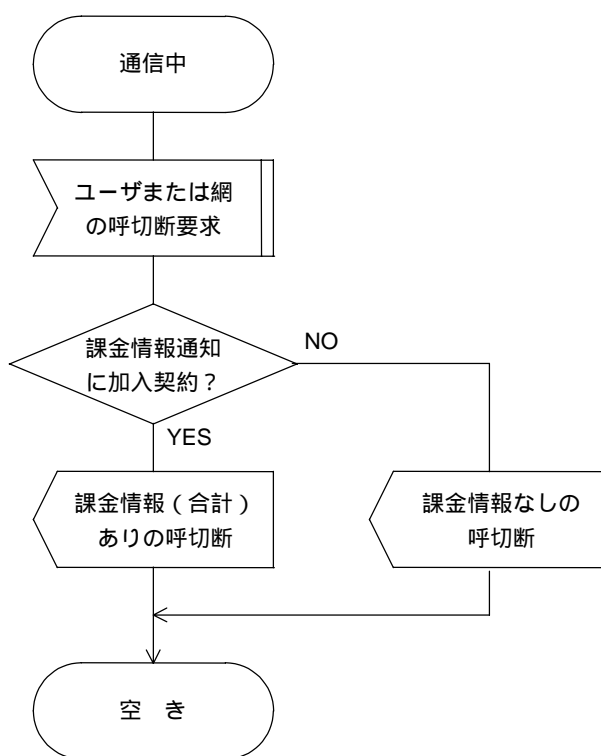 通信中
ユーザまたは網
の呼切断要求
課金情報通知
に加入契約？
NO
YES
課金情報（合計）
ありの呼切断
課金情報なしの
呼切断
空　き